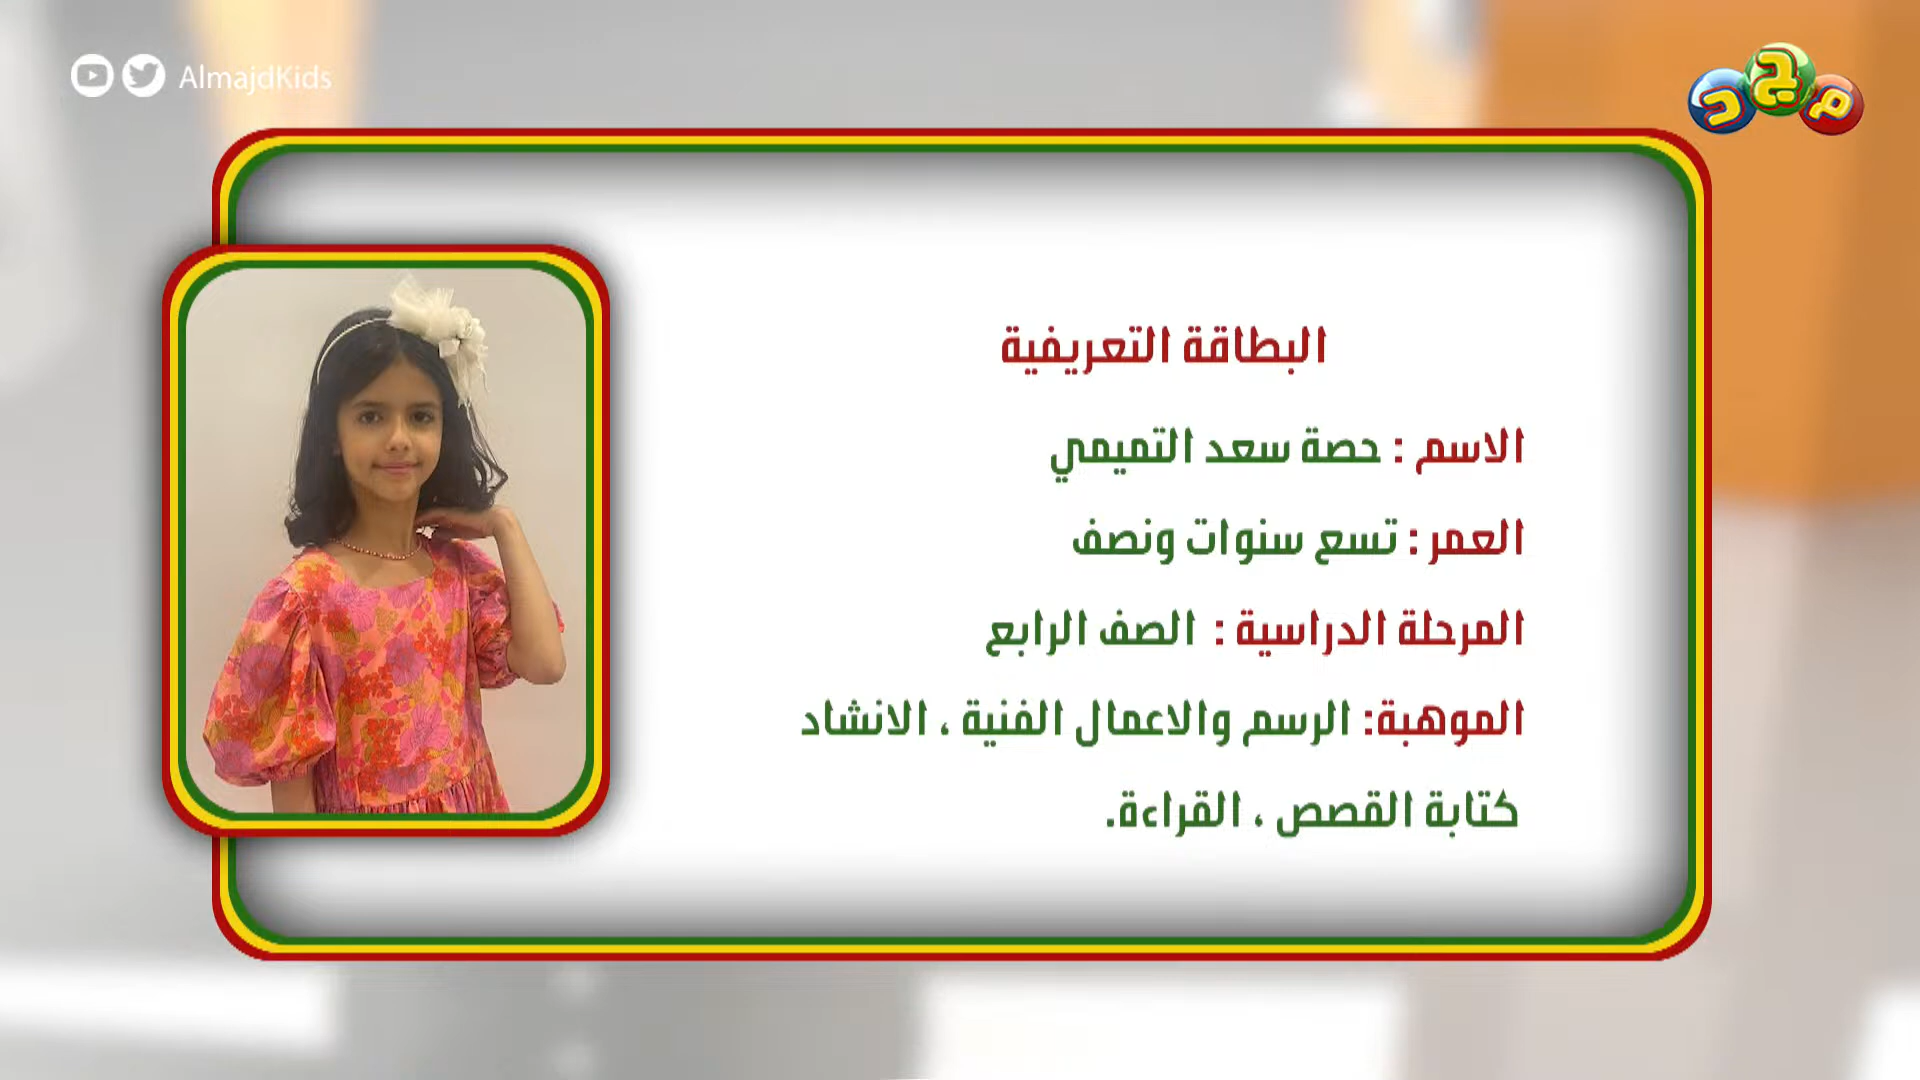 AlmajdKids
مجد
البطاقة التعريفية
الاسم : حصة سعد التميمي
العمر : تسع سنوات ونصف
المرحلة الدراسية : الصف الرابع
الموهبة: الرسم والاعمال الفنية ، الانشاد
كتابة القصص ، القراءة.